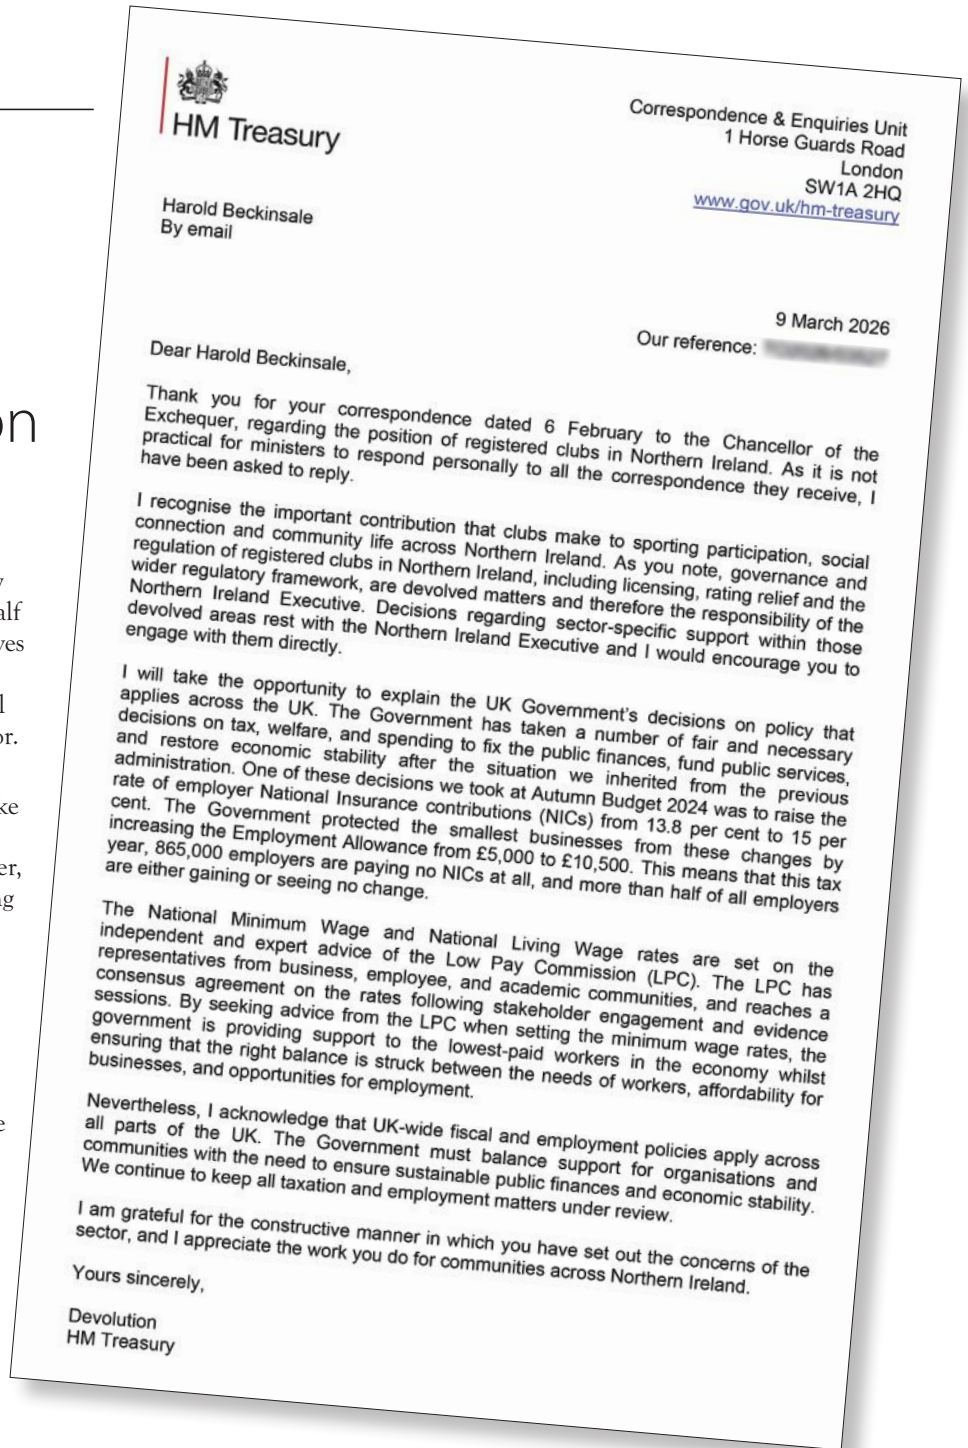 HM Treasury
Correspondence & Enquiries Unit
1 Horse Guards Road
London
SW1A 2HQ
www.gov.uk/hm-treasury
Harold Beckinsale
By email
9 March 2026
Our reference:
Dear Harold Beckinsale,
Thank you for your correspondence dated 6 February to the Chancellor of the
Exchequer, regarding the position of registered clubs in Northern Ireland. As it is not
practical for ministers to respond personally to all the correspondence they receive, I
have been asked to reply.
I recognise the important contribution that clubs make to sporting participation, social
connection and community life across Northern Ireland. As you note, governance and
regulation of registered clubs in Northern Ireland, including licensing, rating relief and the
wider regulatory framework, are devolved matters and therefore the responsibility of the
Northern Ireland Executive. Decisions regarding sector-specific support within those
devolved areas rest with the Northern Ireland Executive and I would encourage you to
engage with them directly.
I will take the opportunity to explain the UK Government's decisions on policy that
applies across the UK. The Government has taken a number of fair and necessary
decisions on tax, welfare, and spending to fix the public finances, fund public services,
and restore economic stability after the situation we inherited from the previous
administration. One of these decisions we took at Autumn Budget 2024 was to raise the
rate of employer National Insurance contributions (NICs) from 13.8 per cent to 15 per
cent. The Government protected the smallest businesses from these changes by
increasing the Employment Allowance from £5,000 to £10,500. This means that this tax
year, 865,000 employers are paying no NICs at all, and more than half of all employers
are either gaining or seeing no change.
The National Minimum Wage and National Living Wage rates are set on the
independent and expert advice of the Low Pay Commission (LPC). The LPC has
representatives from business, employee, and academic communities, and reaches a
consensus agreement on the rates following stakeholder engagement and evidence
sessions. By seeking advice from the LPC when setting the minimum wage rates, the
government is providing support to the lowest-paid workers in the economy whilst
ensuring that the right balance is struck between the needs of workers, affordability for
businesses, and opportunities for employment.
Nevertheless, I acknowledge that UK-wide fiscal and employment policies apply across
all parts of the UK. The Government must balance support for organisations and
communities with the need to ensure sustainable public finances and economic stability.
We continue to keep all taxation and employment matters under review.
I am grateful for the constructive manner in which you have set out the concerns of the
sector, and I appreciate the work you do for communities across Northern Ireland.
Yours sincerely,
Devolution
HM Treasury